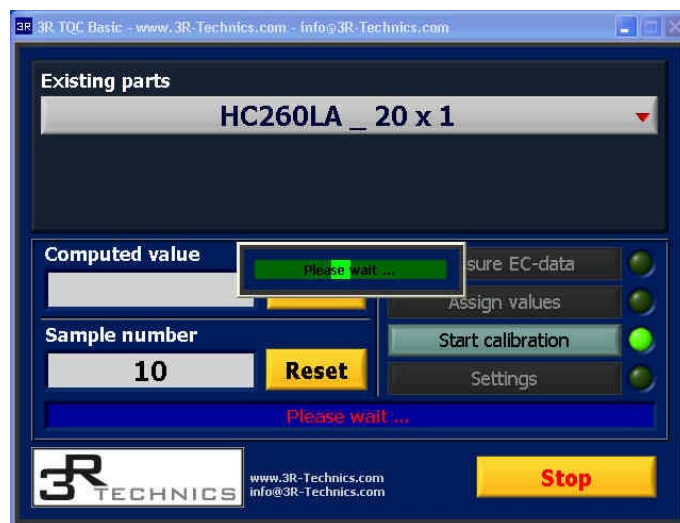 3R TQC Basic - www.3R-Technics.com - info@3R-Technics.com
Existing parts
HC260LA _ 20 x 1
Computed value
Please wait ...
sure EC-data
Assign values
Sample number
Start calibration
10
Reset
Settings
Please wait ...
3R TECHNICS
www.3R-Technics.com
info@3R-Technics.com
Stop